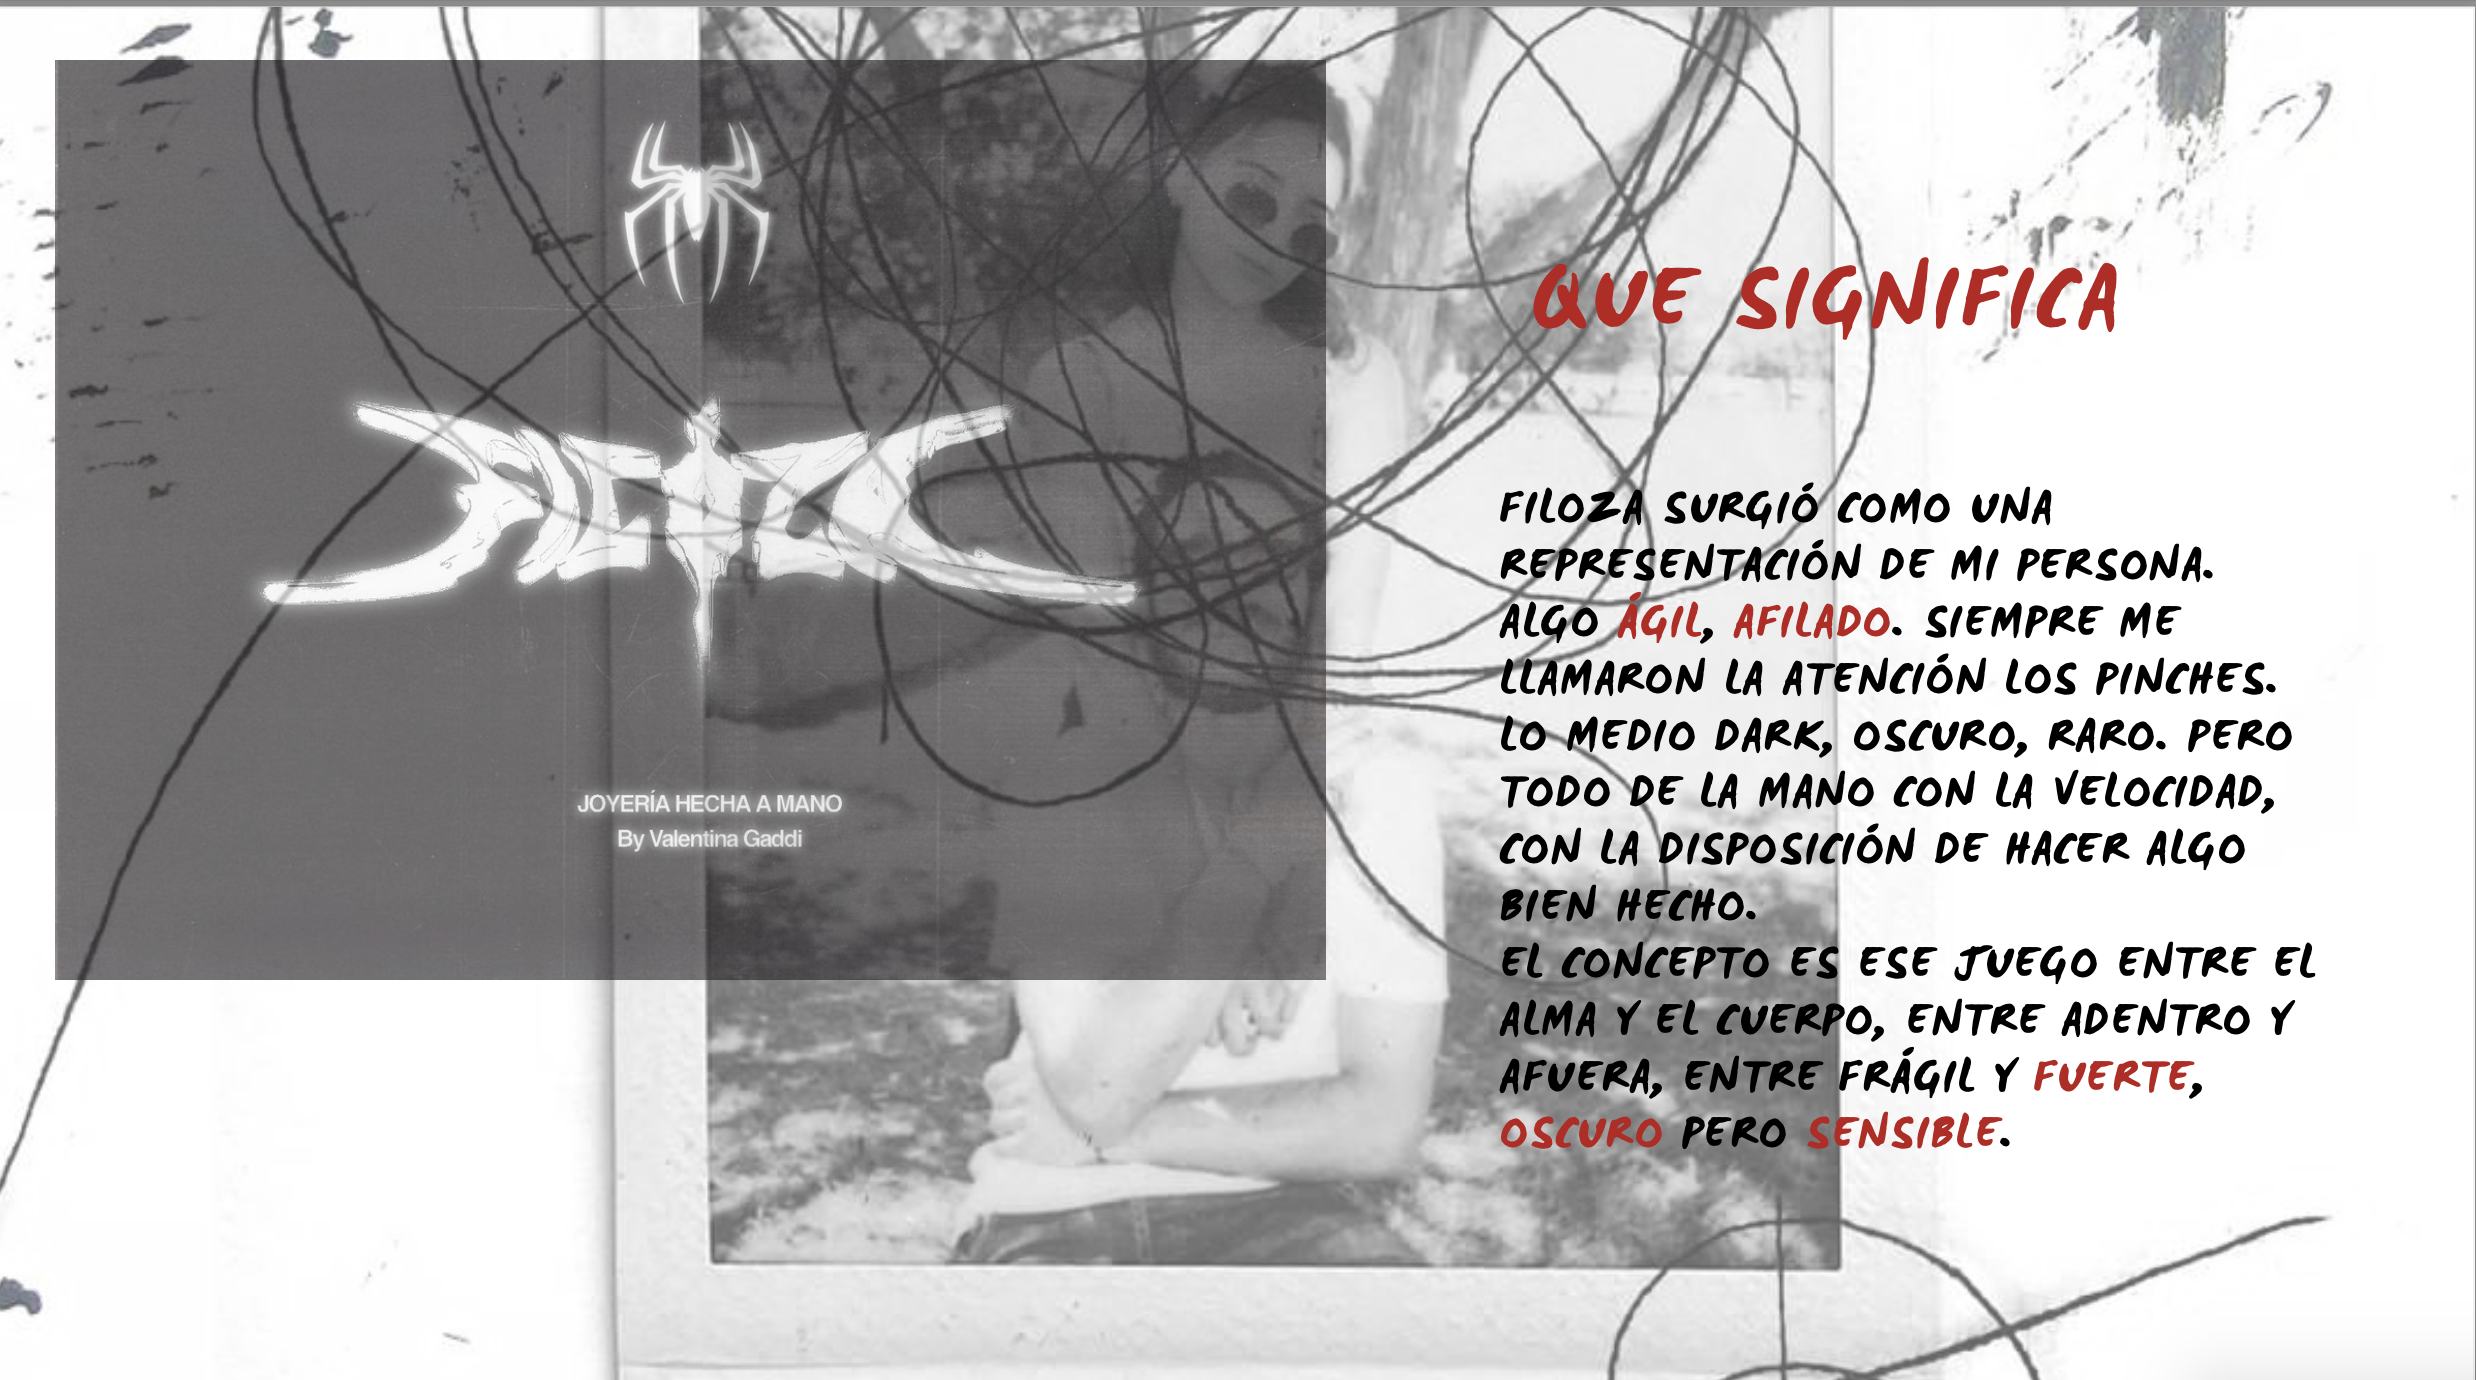 JOYERÍA HECHA A MANO
By Valentina Gaddi
QUE SIGNIFICA
FILOZA SURGIÓ COMO UNA
REPRESENTACIÓN DE MI PERSONA.
ALGO ÁGIL, AFILADO. SIEMPRE ME
LLAMARON LA ATENCIÓN LOS PINCHES.
LO MEDIO DARK, OSCURO, RARO. PERO
TODO DE LA MANO CON LA VELOCIDAD,
CON LA DISPOSICIÓN DE HACER ALGO
BIEN HECHO.
EL CONCEPTO ES ESE JUEGO ENTRE EL
ALMA Y EL CUERPO, ENTRE ADENTRO Y
AFUERA, ENTRE FRÁGIL Y FUERTE,
OSCURO PERO SENSIBLE.